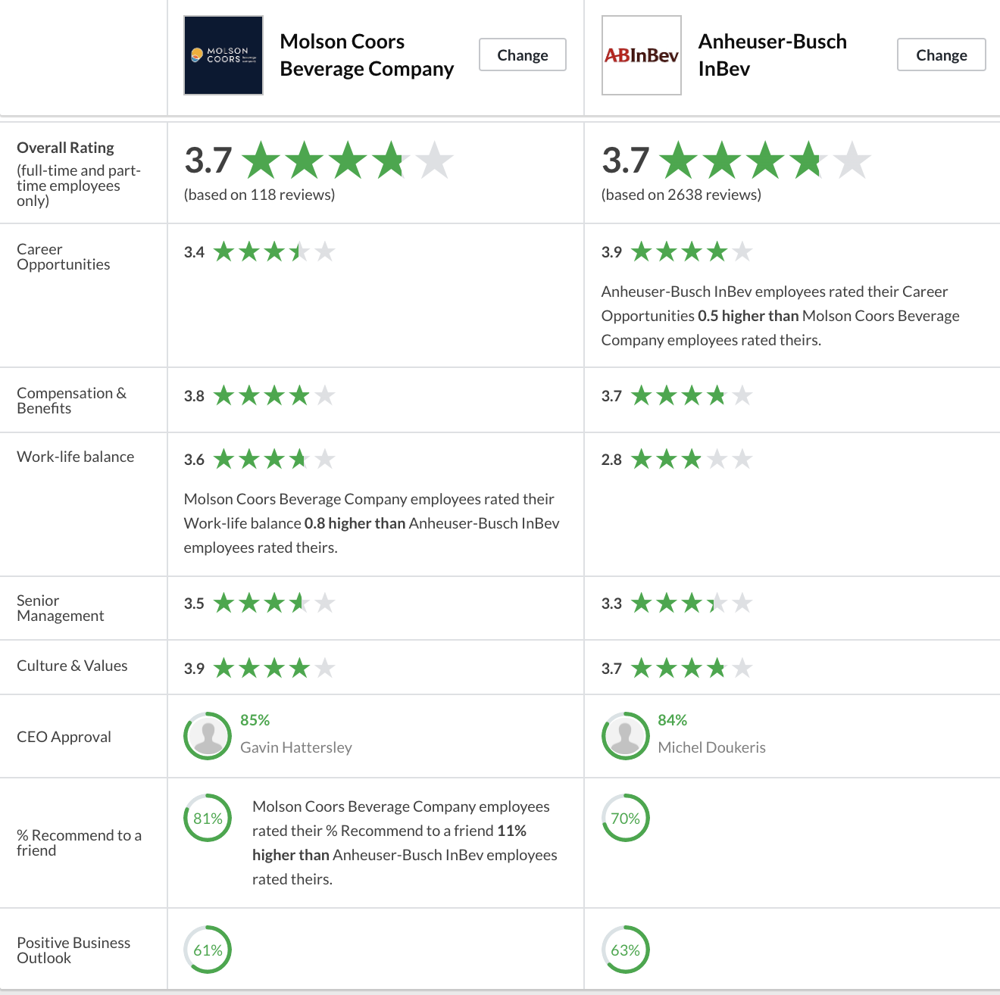 MOLSON
COORS
Molson Coors
Beverage Company
Change
ABInBev
Anheuser-Busch
InBev
Change
Overall Rating
(full-time and part-
time employees
only)
3.7
(based on 118 reviews)
3.7
(based on 2638 reviews)
Career
Opportunities
3.4
3.9
Anheuser-Busch InBev employees rated their Career
Opportunities 0.5 higher than Molson Coors Beverage
Company employees rated theirs.
Compensation &
Benefits
3.8
3.7
Work-life balance
3.6
Molson Coors Beverage Company employees rated their
Work-life balance 0.8 higher than Anheuser-Busch InBev
employees rated theirs.
2.8
Senior
Management
3.5
3.3
Culture & Values
3.9
3.7
CEO Approval
85%
Gavin Hattersley
84%
Michel Doukeris
% Recommend to a
friend
81%
Molson Coors Beverage Company employees
rated their % Recommend to a friend 11%
higher than Anheuser-Busch InBev employees
rated theirs.
70%
Positive Business
Outlook
61%
63%